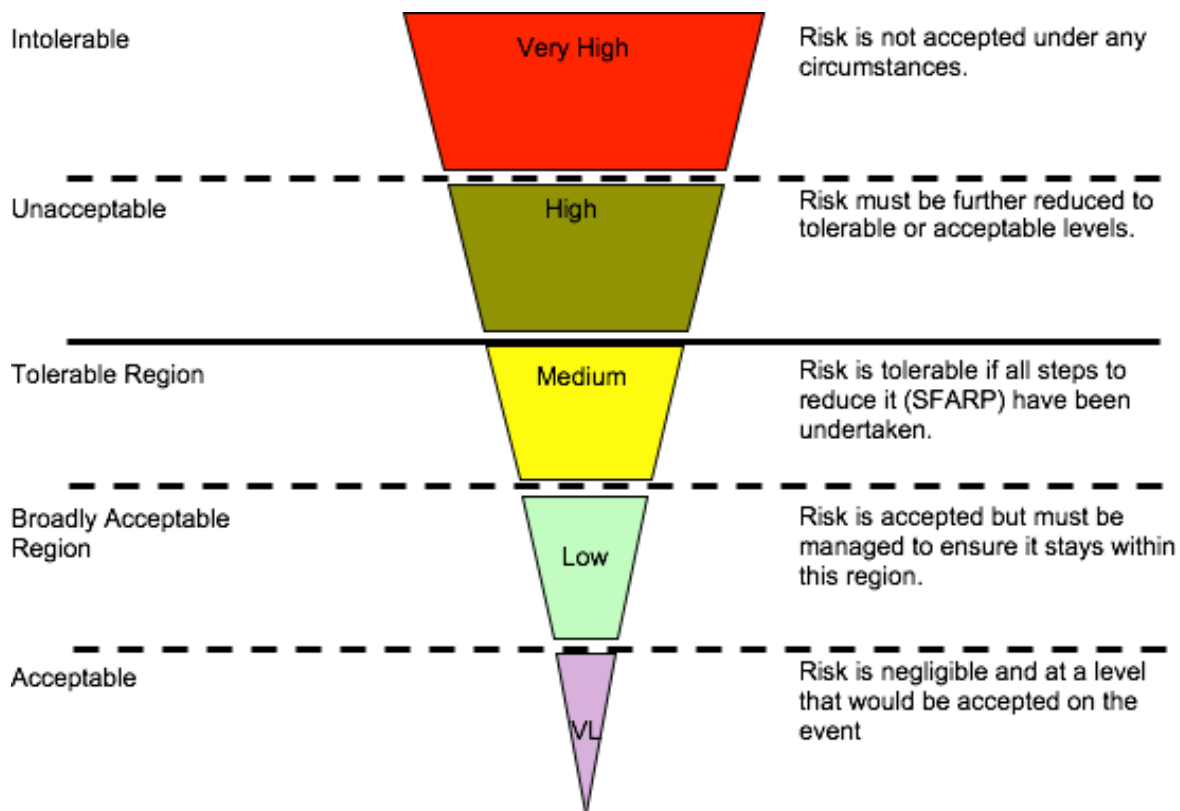 Intolerable
Very High
Risk is not accepted under any
circumstances.
Unacceptable
High
Risk must be further reduced to
tolerable or acceptable levels.
Tolerable Region
Medium
Risk is tolerable if all steps to
reduce it (SFARP) have been
undertaken.
Broadly Acceptable
Region
Low
Risk is accepted but must be
managed to ensure it stays within
this region.
Acceptable
VL
Risk is negligible and at a level
that would be accepted on the
event